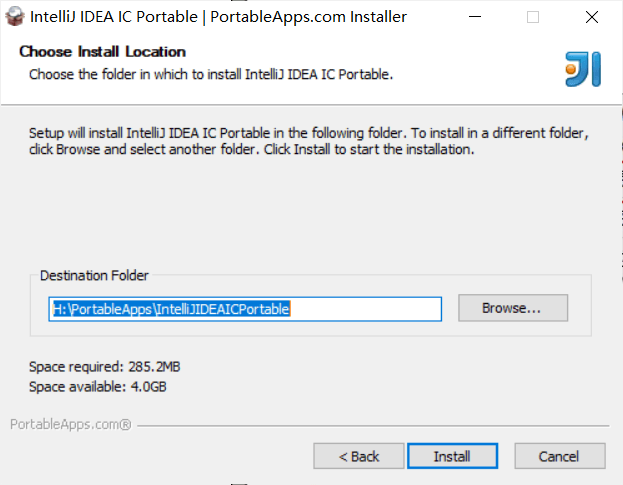 IntelliJ IDEA IC Portable | PortableApps.com Installer
Choose Install Location
Choose the folder in which to install IntelliJ IDEA IC Portable.
Setup will install IntelliJ IDEA IC Portable in the following folder. To install in a different folder,
click Browse and select another folder. Click Install to start the installation.
Destination Folder
H:\PortableApps\IntelliJIDEAICPortable
Browse...
Space required: 285.2MB
Space available: 4.0GB
PortableApps.com®
< Back
Install
Cancel